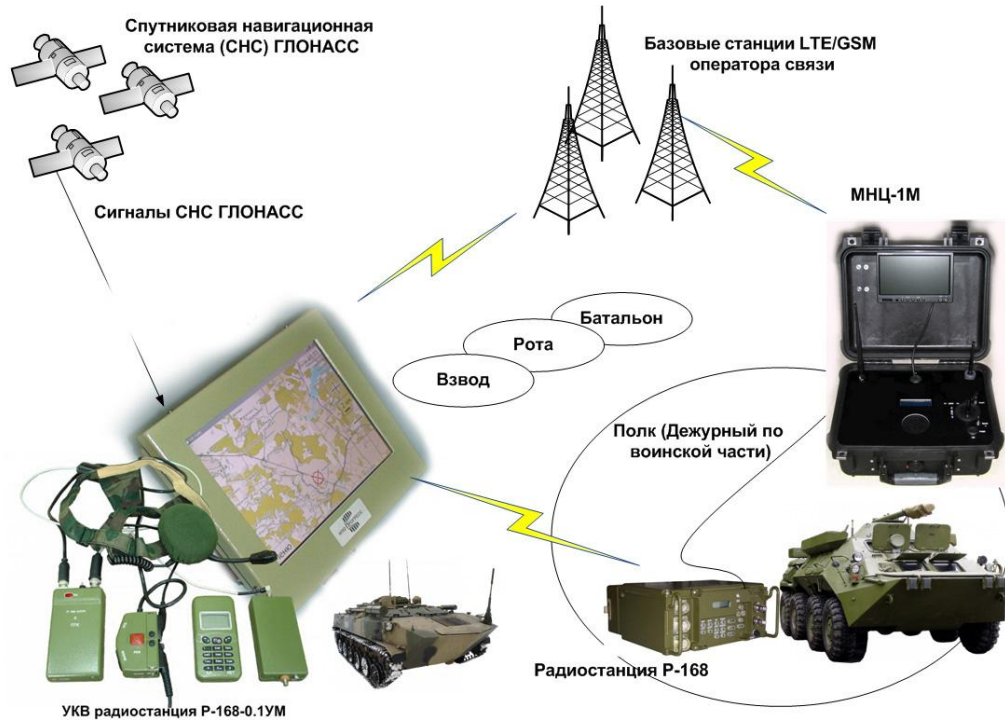 Спутниковая навигационная
система (СНС) ГЛОНАСС
Базовые станции LTE/GSM
оператора связи
МНЦ-1М
Сигналы СНС ГЛОНАСС
Батальон
Рота
Взвод
Полк (Дежурный по
воинской части)
Радиостанция Р-168
УКВ радиостанция Р-168-0.1УМ